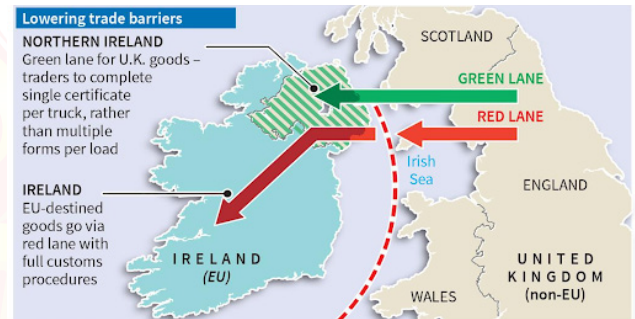 Lowering trade barriers
NORTHERN IRELAND
Green lane for U.K. goods –
traders to complete
single certificate
per truck, rather
than multiple
forms per load
IRELAND
EU-destined
goods go via
red lane with
full customs
procedures
SCOTLAND
GREEN LANE
RED LANE
Irish
Sea
ENGLAND
IRELAND
(EU)
UNITED
KINGDOM
(non-EU)
WALES